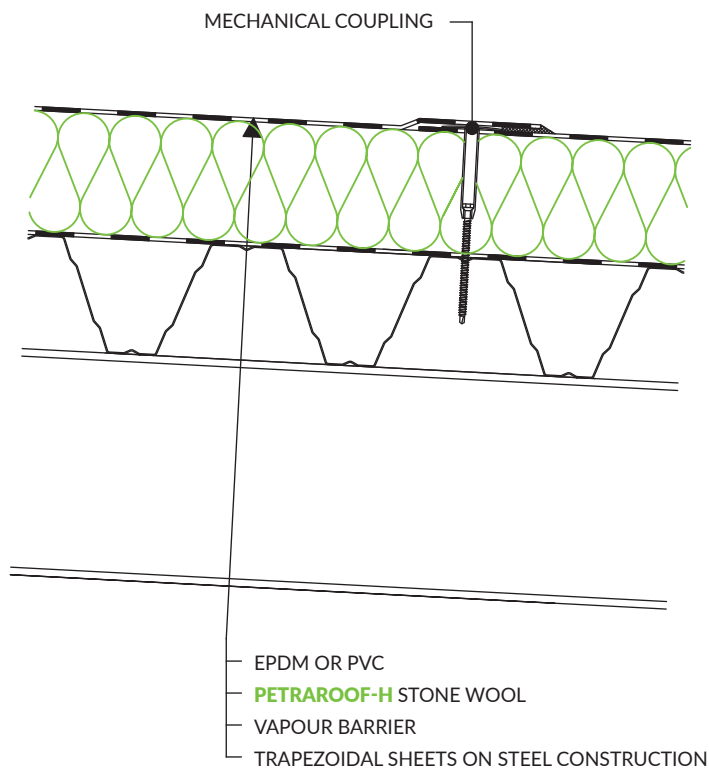 MECHANICAL COUPLING
EPDM OR PVC
PETRAROOF-H STONE WOOL
VAPOUR BARRIER
TRAPEZOIDAL SHEETS ON STEEL CONSTRUCTION